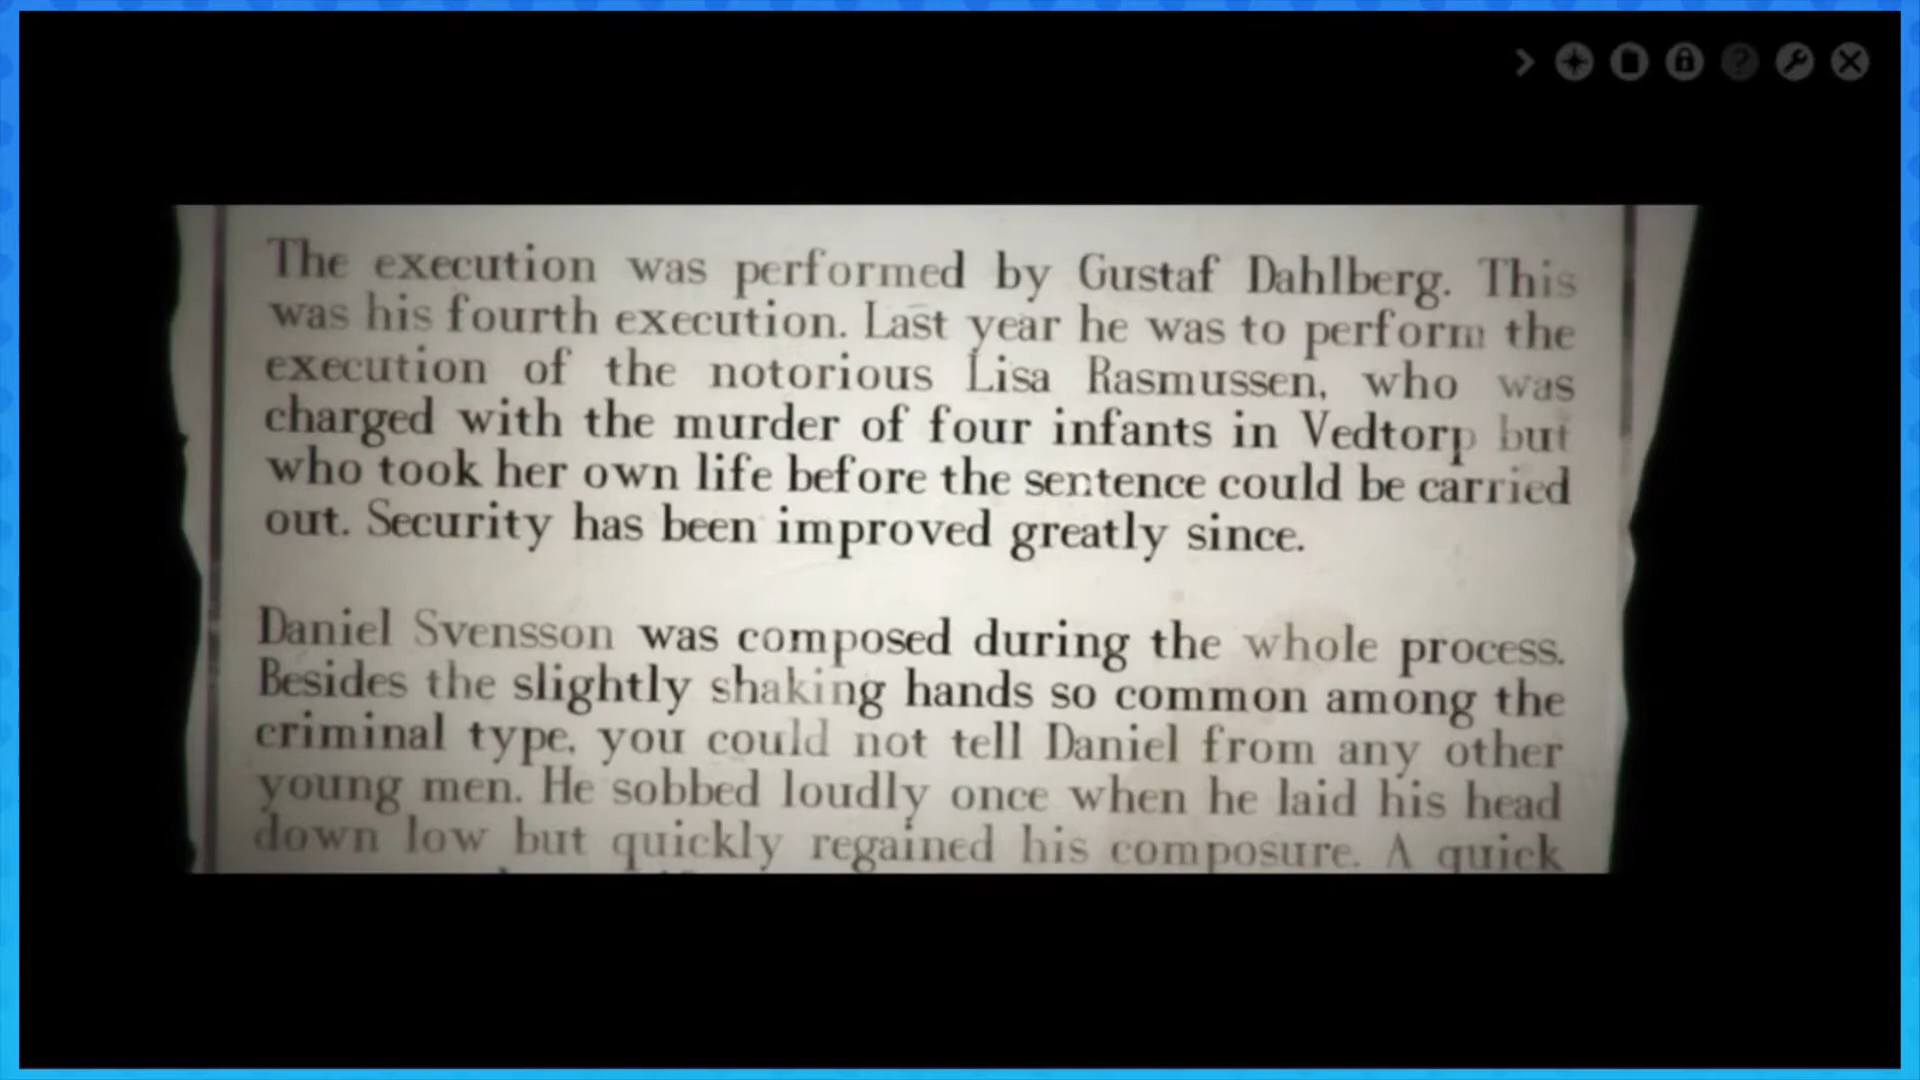 The execution was performed by Gustaf Dahlberg. This
was his fourth execution. Last year he was to perform the
execution of the notorious Lisa Rasmussen, who was
charged with the murder of four infants in Vedtorp but
who took her own life before the sentence could be carried
out. Security has been improved greatly since.
Daniel Svensson was composed during the whole process.
Besides the slightly shaking hands so common among the
criminal type, you could not tell Daniel from any other
young men. He sobbed loudly once when he laid his head
down low but quickly regained his composure. A quick